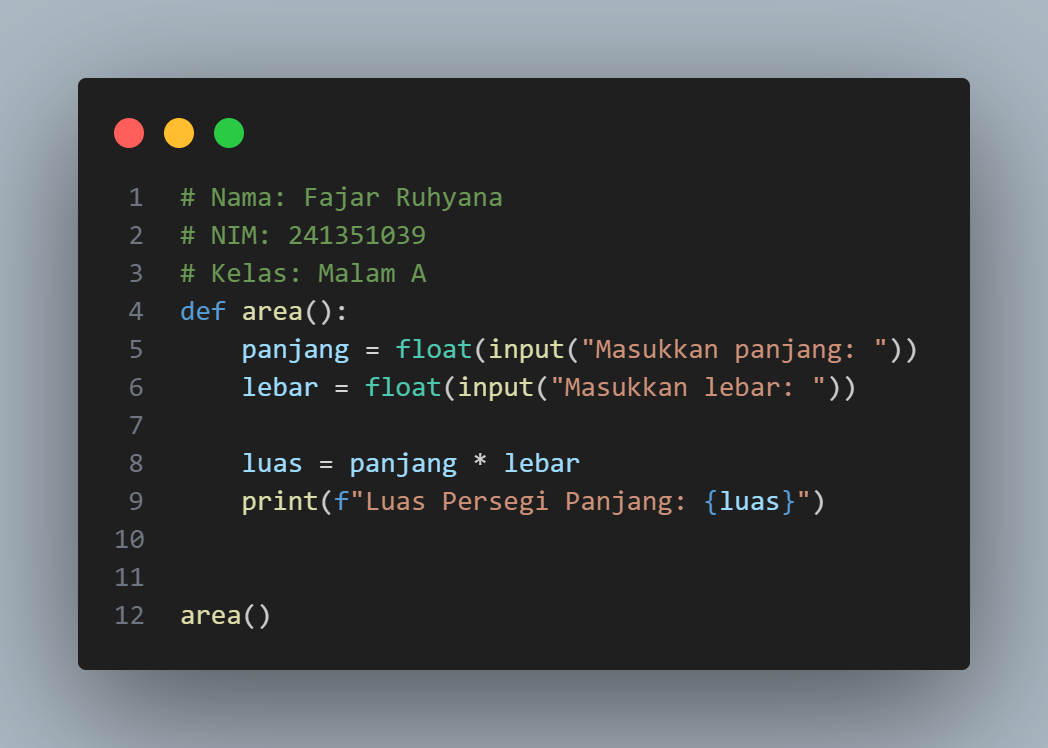 1 # Nama: Fajar Ruhyana
2 # NIM: 241351039
3 # Kelas: Malam A
4 def area():
5     panjang = float(input("Masukkan panjang: "))
6     lebar = float(input("Masukkan lebar: "))
7
8     luas = panjang * lebar
9     print(f"Luas Persegi Panjang: {luas}")
10
11
12 area()